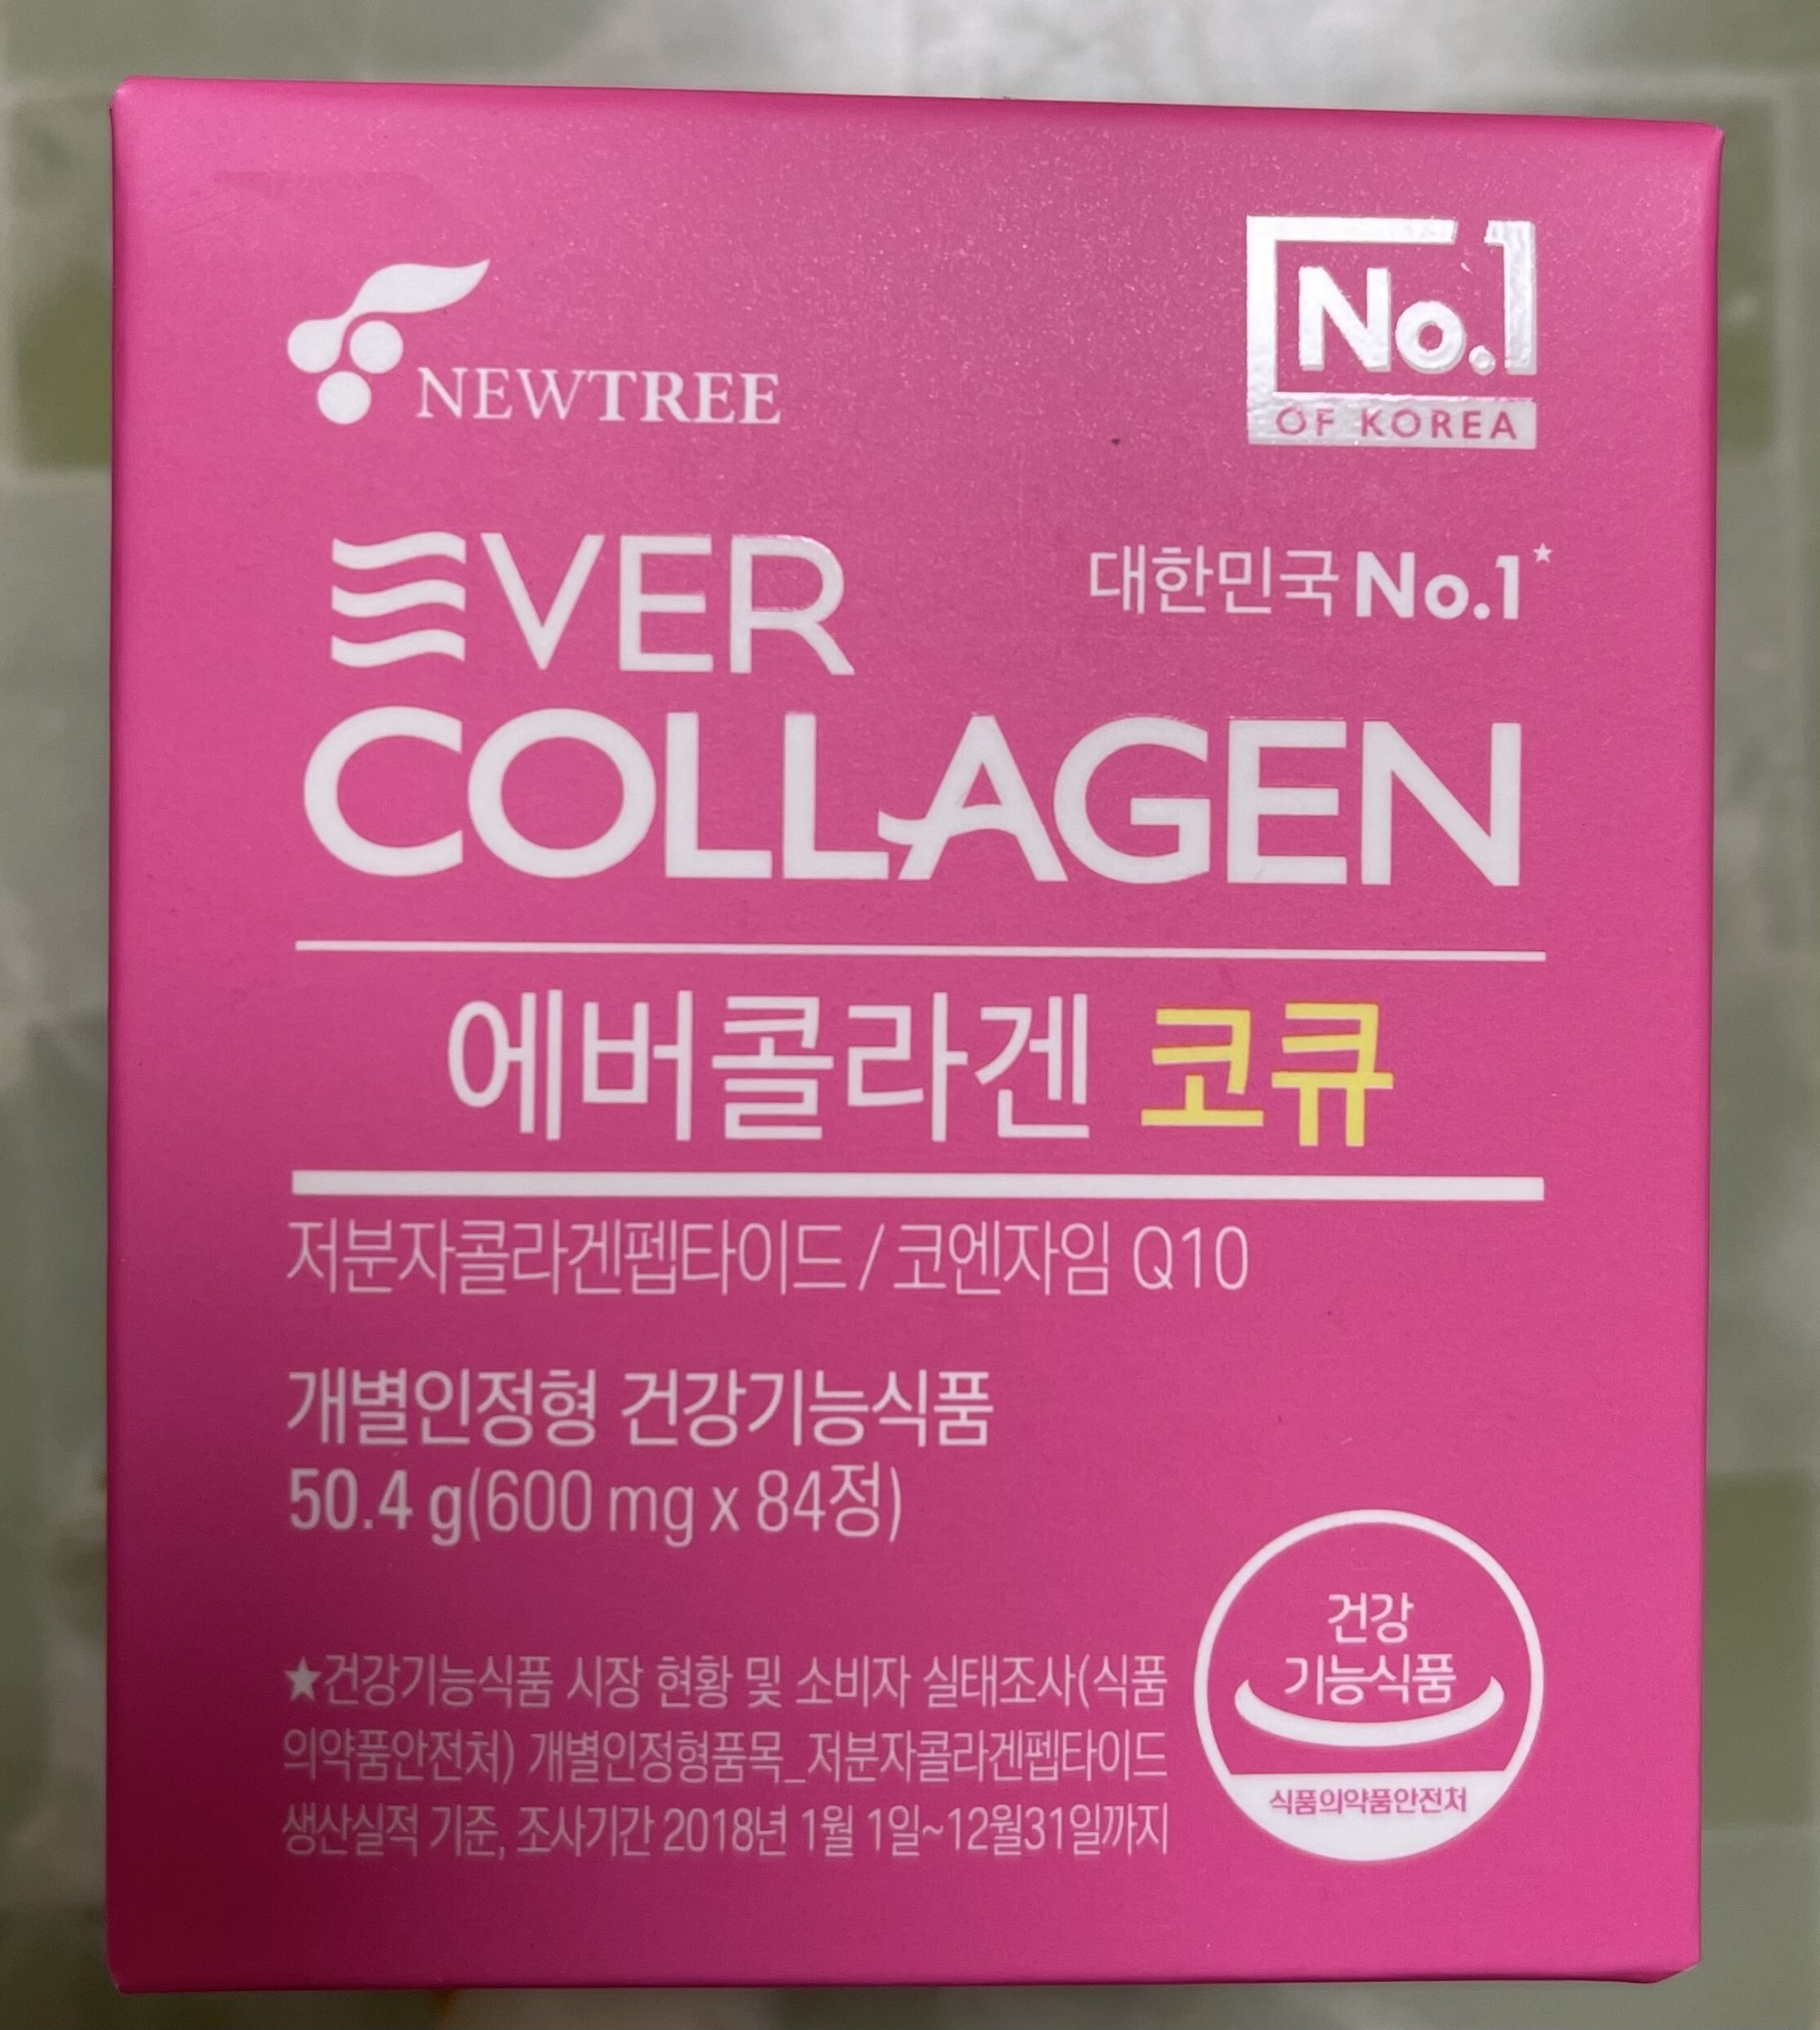 NEWTREE
No.1
OF KOREA
EVER
대한민국 No.1★
COLLAGEN
에버콜라겐 코큐
저분자콜라겐펩타이드 / 코엔자임 Q10
개별인정형 건강기능식품
50.4 g(600 mg x 84정)
★건강기능식품 시장 현황 및 소비자 실태조사(식품
의약품안전처) 개별인정형품목_저분자콜라겐펩타이드
생산실적 기준, 조사기간 2018년 1월 1일~12월31일까지
건강
기능식품
식품의약품안전처